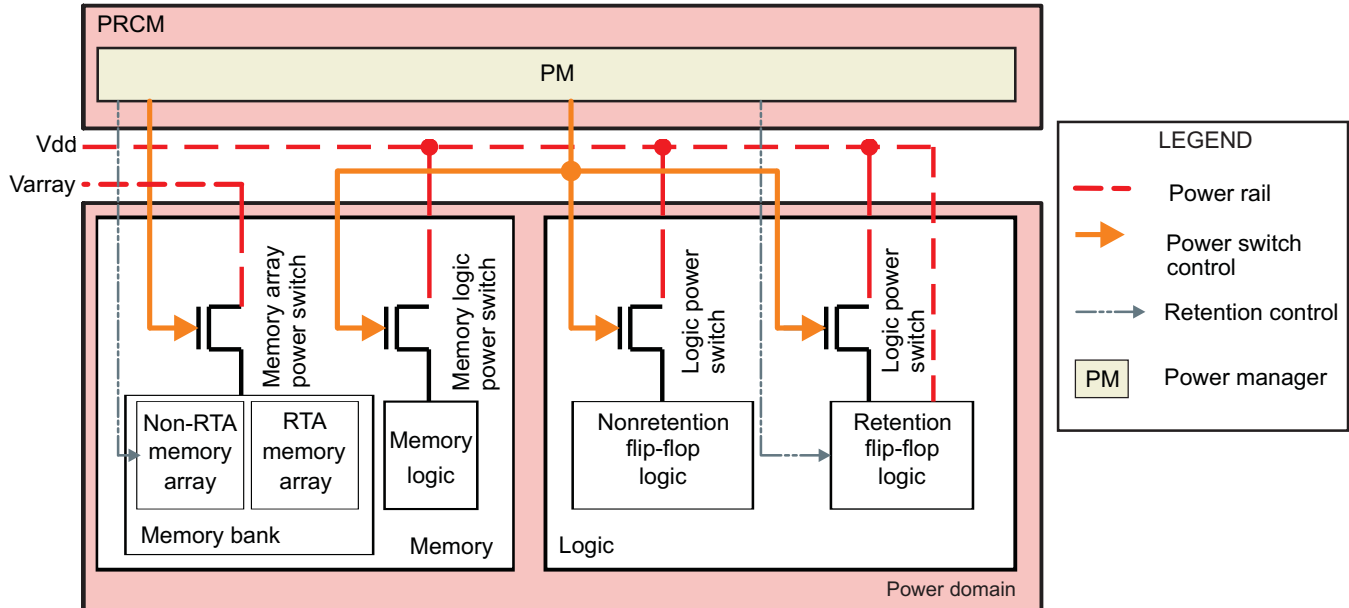 PRCM
PM
Vdd
Varray
Memory array
power switch
Memory logic
power switch
Logic power
switch
Logic power
switch
Non-RTA
memory
array
RTA
memory
array
Memory
logic
Nonretention
flip-flop
logic
Retention
flip-flop
logic
Memory bank
Memory
Logic
Power domain
LEGEND
Power rail
Power switch
control
Retention control
PM
Power manager